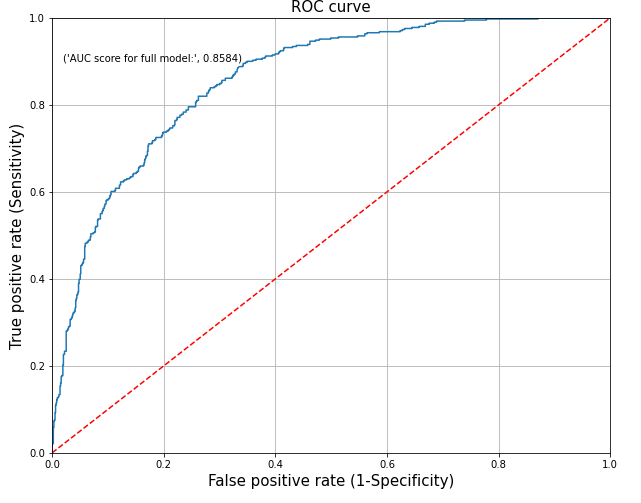 ROC curve
1.0
('AUC score for full model:', 0.8584)
0.8
0.6
0.4
0.2
0.0
True positive rate (Sensitivity)
0.0 0.2 0.4 0.6 0.8 1.0
False positive rate (1-Specificity)